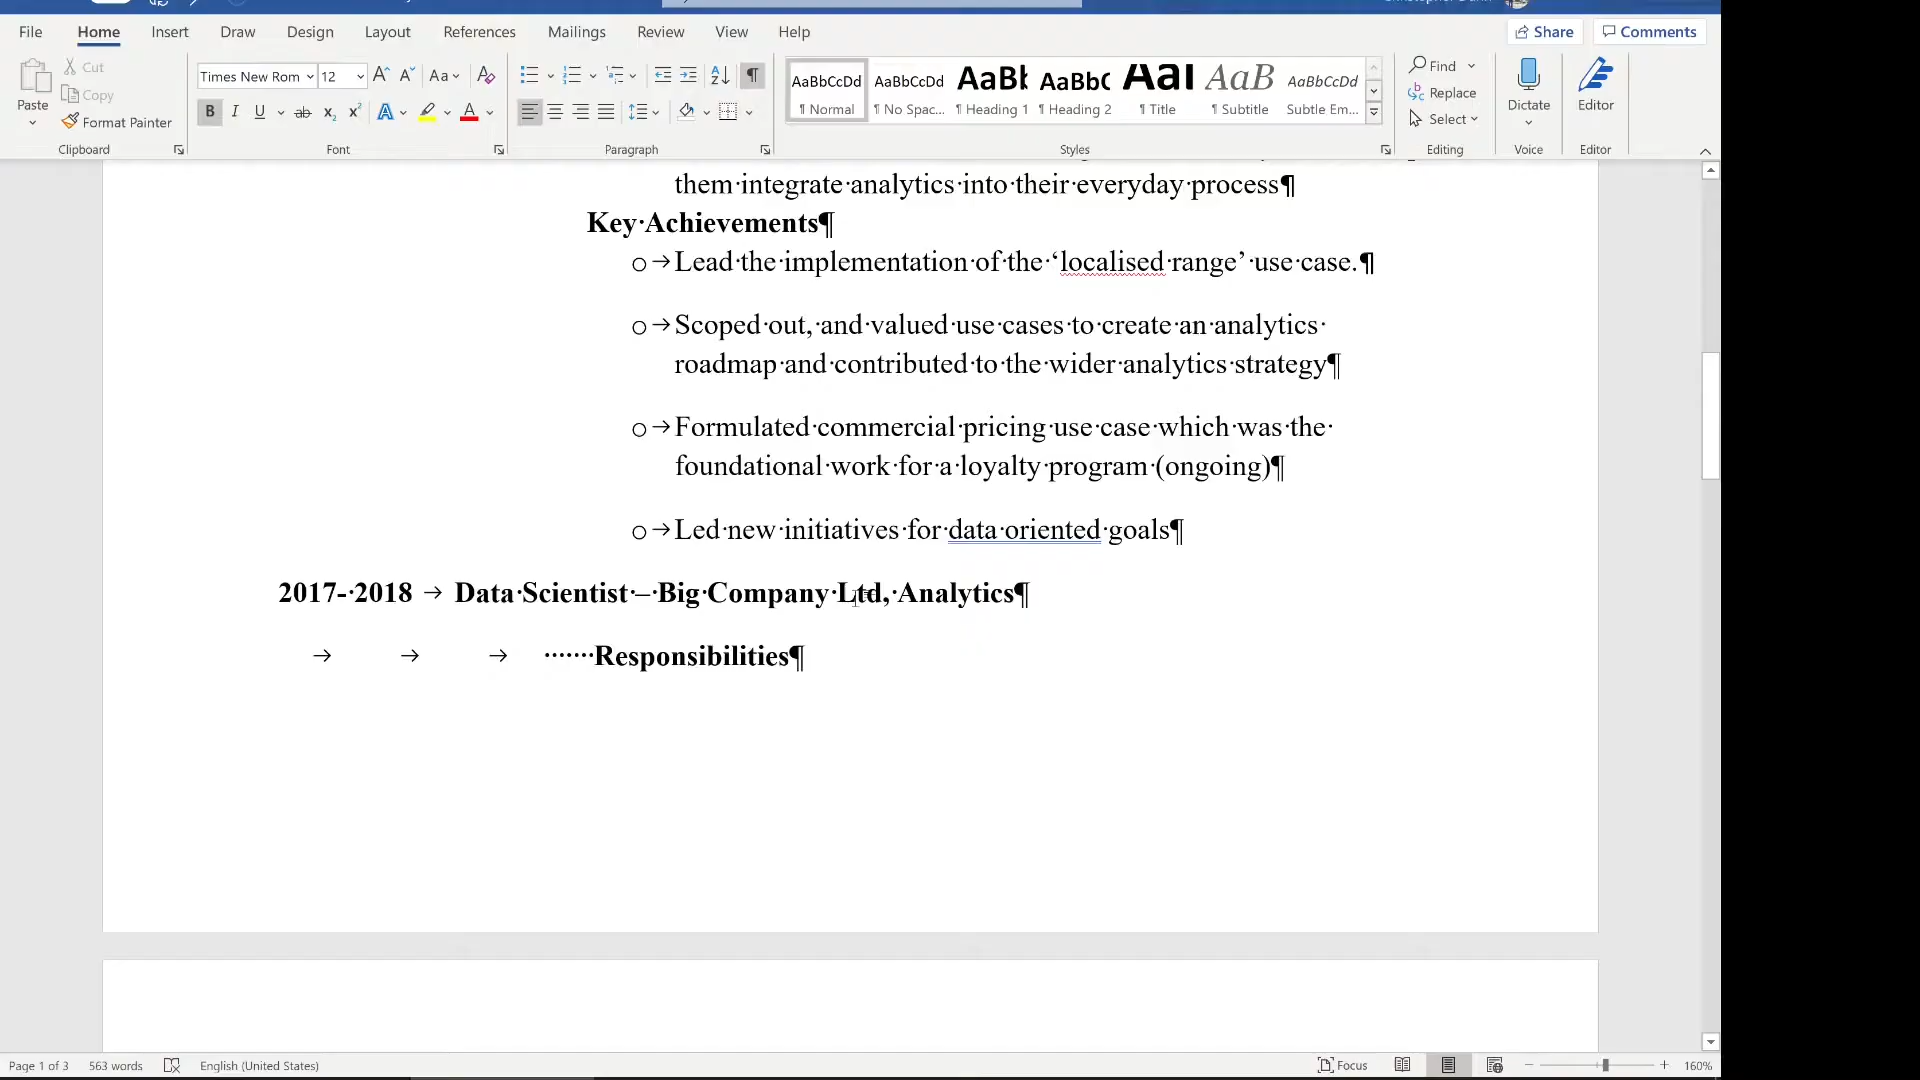 File Home Insert Draw Design Layout References Mailings Review View Help Share Comments
Paste Cut Copy Format Painter
Times New Rom 12
AaBbCcDd AaBbCcDd AaBb AaBbC AaB AaBbCcDd
¶ Normal ¶ No Spac... ¶ Heading 1 ¶ Heading 2 ¶ Title ¶ Subtitle Subtle Em...
Find Replace Select
Dictate Editor
Clipboard Font Paragraph Styles Editing Voice Editor
them·integrate·analytics·into·their·everyday·process¶
Key·Achievements¶
o→Lead·the·implementation·of·the·‘localised·range’·use·case.¶
o→Scoped·out,·and·valued·use·cases·to·create·an·analytics·
roadmap·and·contributed·to·the·wider·analytics·strategy¶
o→Formulated·commercial·pricing·use·case·which·was·the·
foundational·work·for·a·loyalty·program·(ongoing)¶
o→Led·new·initiatives·for·data·oriented·goals¶
2017-·2018 → Data·Scientist·–·Big·Company·Ltd,·Analytics¶
→ → → ·······Responsibilities¶
Page 1 of 3 563 words English (United States) Focus 160%